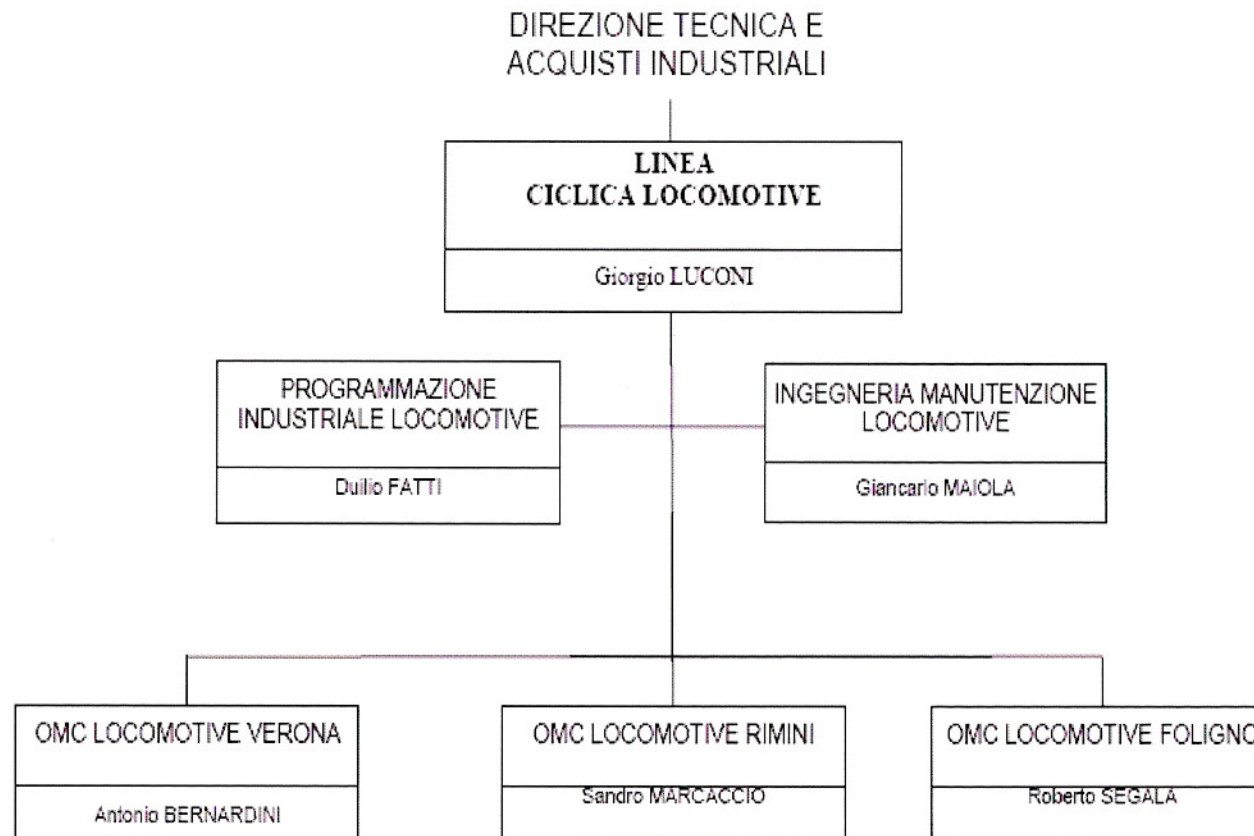 DIREZIONE TECNICA E
ACQUISTI INDUSTRIALI
LINEA
CICLICA LOCOMOTIVE
Giorgio LUCONI
PROGRAMMAZIONE
INDUSTRIALE LOCOMOTIVE
Duilio FATTI
INGEGNERIA MANUTENZIONE
LOCOMOTIVE
Giancarlo MAIOLA
OMC LOCOMOTIVE VERONA
Antonio BERNARDINI
OMC LOCOMOTIVE RIMINI
Sandro MARCACCIO
OMC LOCOMOTIVE FOLIGNO
Roberto SEGALA